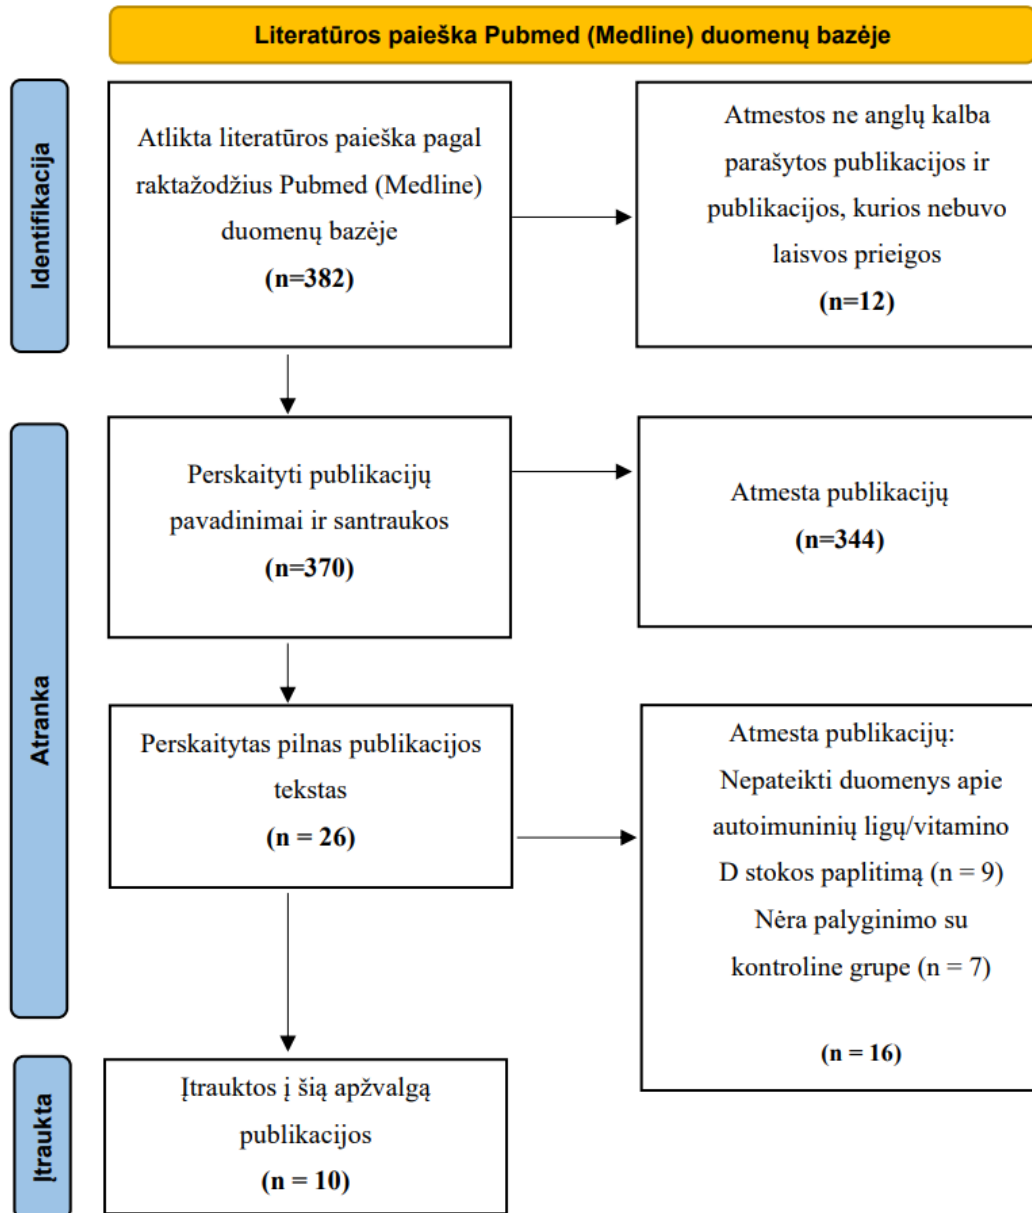 Literatūros paieška Pubmed (Medline) duomenų bazėje
Identifikacija
Atlikta literatūros paieška pagal
raktažodžius Pubmed (Medline)
duomenų bazėje
(n=382)
Atmestos ne anglų kalba
parašytos publikacijos ir
publikacijos, kurios nebuvo
laisvos prieigos
(n=12)
Atranka
Perskaityti publikacijų
pavadinimai ir santraukos
(n=370)
Atmesta publikacijų
(n=344)
Perskaitytas pilnas publikacijos
tekstas
(n = 26)
Atmesta publikacijų:
Nepateikti duomenys apie
autoimuninių ligų/vitamino
D stokos paplitimą (n = 9)
Nėra palyginimo su
kontroline grupe (n = 7)
(n = 16)
Įtraukta
Įtrauktos į šią apžvalgą
publikacijos
(n = 10)